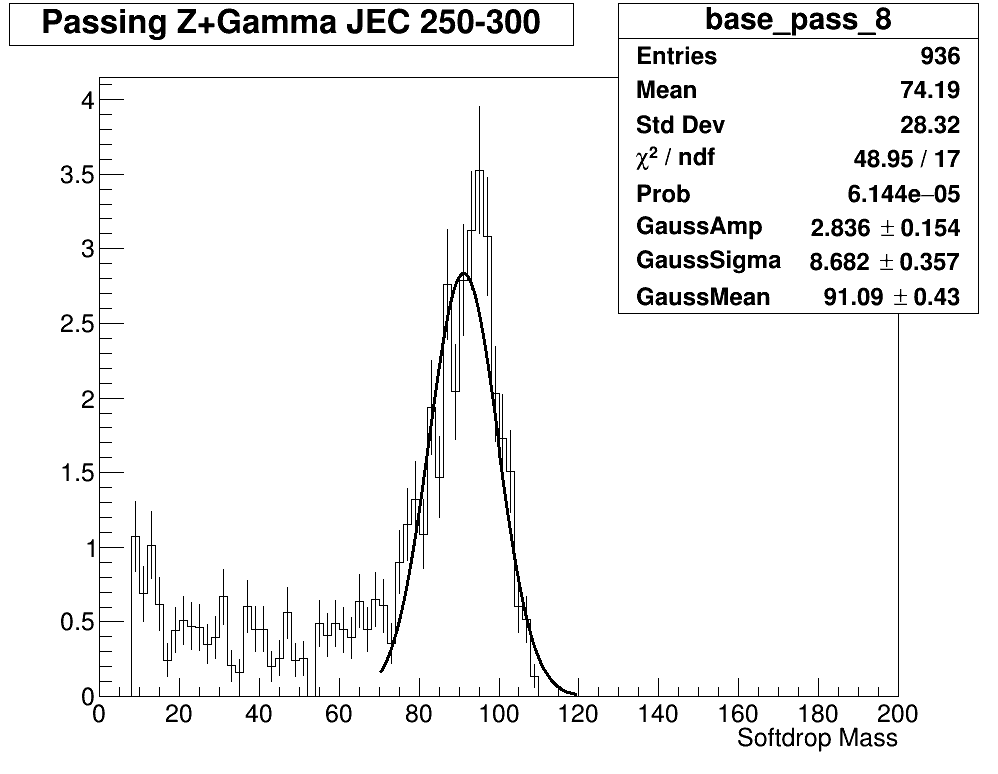 Passing Z+Gamma JEC 250-300
base_pass_8
Entries 936
Mean 74.19
Std Dev 28.32
χ² / ndf 48.95 / 17
Prob 6.144e−05
GaussAmp 2.836 ± 0.154
GaussSigma 8.682 ± 0.357
GaussMean 91.09 ± 0.43
4
3.5
3
2.5
2
1.5
1
0.5
0
0 20 40 60 80 100 120 140 160 180 200
Softdrop Mass